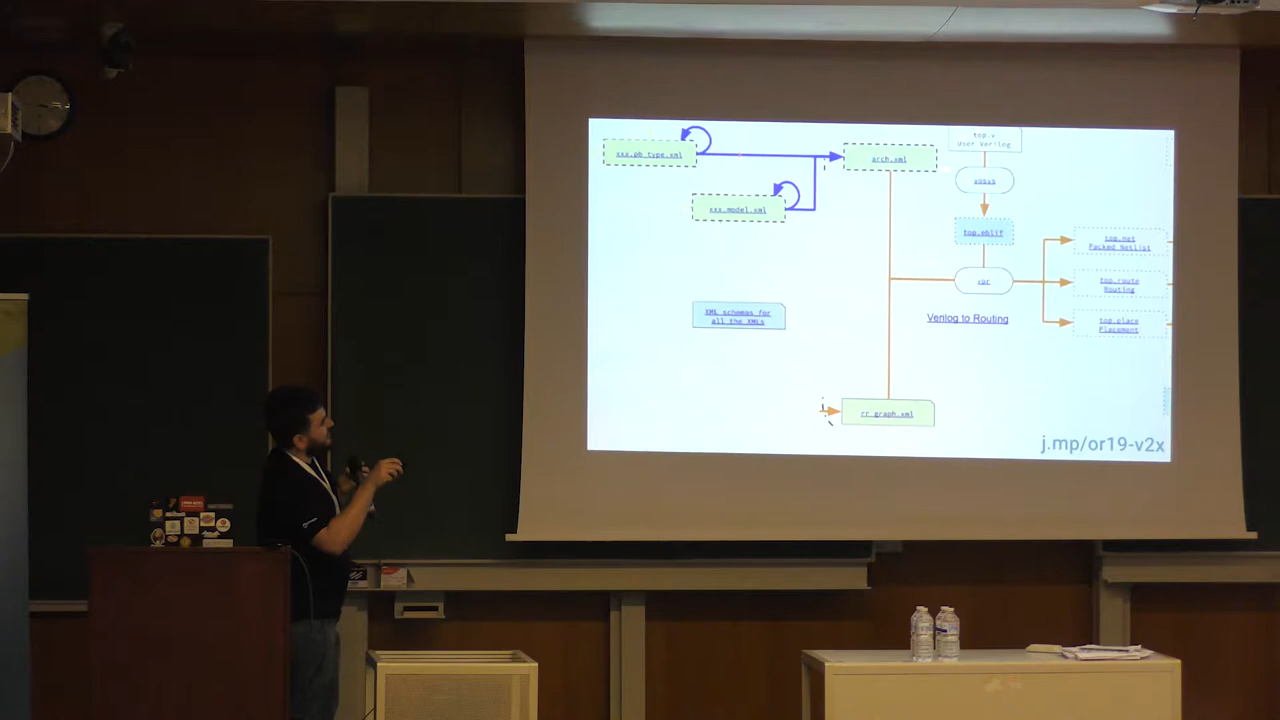 xxx.pb_type.xml
arch.xml
top.v
User Verilog
yosys
xxx.model.xml
top.eblif
top.net
Packed Netlist
vpr
top.route
Routing
XML schemas for
all the XMLs
Verilog to Routing
top.place
Placement
rr_graph.xml
j.mp/or19-v2x